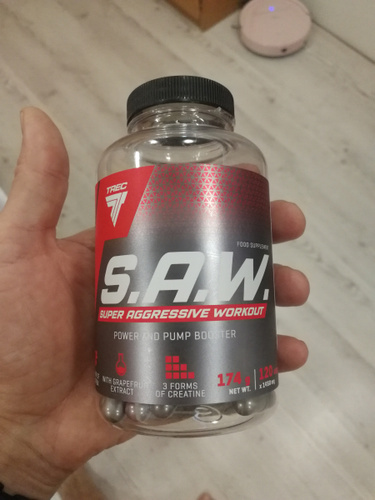 TREC
FOOD SUPPLEMENT
S.A.W.
SUPER AGGRESSIVE WORKOUT
POWER AND PUMP BOOSTER
WITH GRAPEFRUIT
EXTRACT
3 FORMS
OF CREATINE
174 g
NET WT.
120